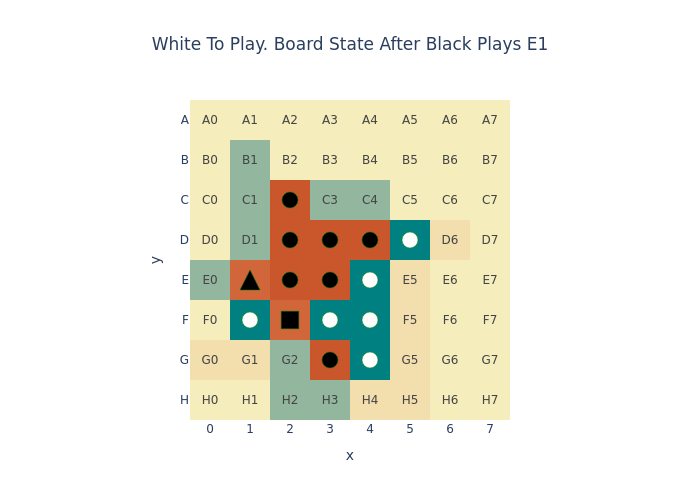 White To Play. Board State After Black Plays E1
A A0 A1 A2 A3 A4 A5 A6 A7
B B0 B1 B2 B3 B4 B5 B6 B7
C C0 C1 C3 C4 C5 C6 C7
D D0 D1 D6 D7
y
E E0 E5 E6 E7
F F0 F5 F6 F7
G G0 G1 G2 G5 G6 G7
H H0 H1 H2 H3 H4 H5 H6 H7
0 1 2 3 4 5 6 7
x